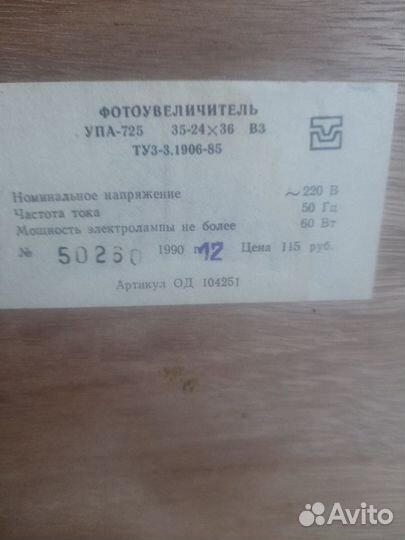 ФОТОУВЕЛИЧИТЕЛЬ
УПА-725 35-24×36 В3
ТУ3-3.1906-85
Номинальное напряжение ~220 В
Частота тока 50 Гц
Мощность электролампы не более 60 Вт
№ 50260 1990 г. 12 Цена 115 руб.
Артикул ОД 104251
Avito